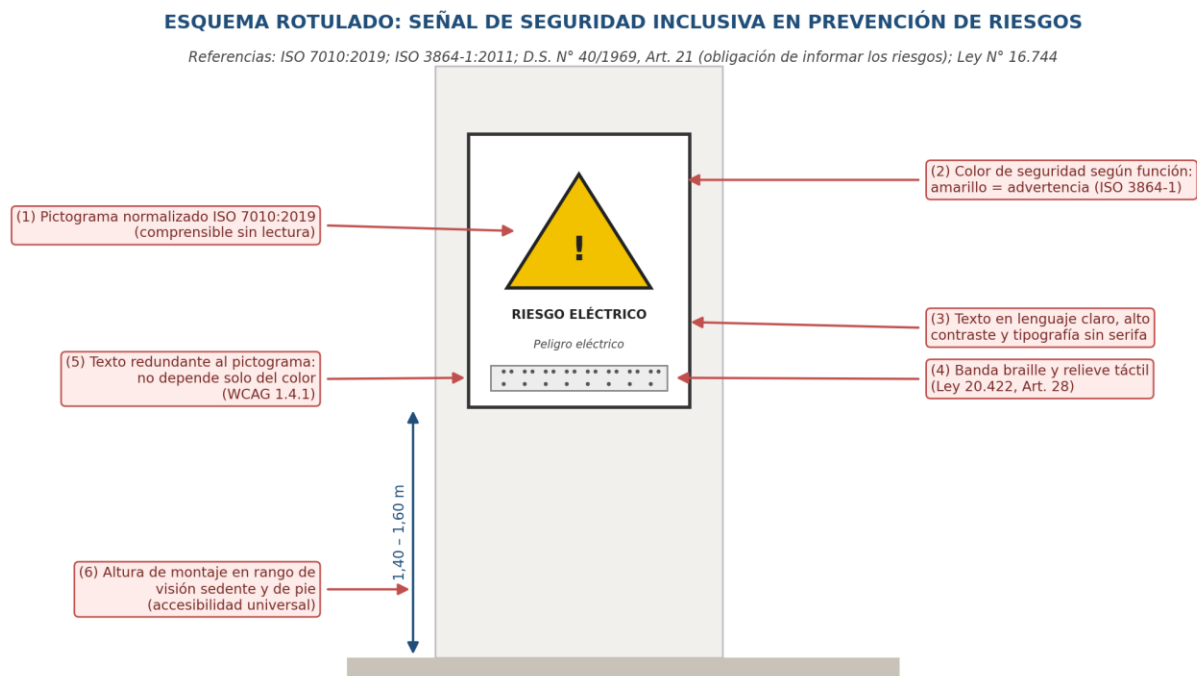 ESQUEMA ROTULADO: SEÑAL DE SEGURIDAD INCLUSIVA EN PREVENCIÓN DE RIESGOS
Referencias: ISO 7010:2019; ISO 3864-1:2011; D.S. N° 40/1969, Art. 21 (obligación de informar los riesgos); Ley N° 16.744
(1) Pictograma normalizado ISO 7010:2019
(comprensible sin lectura)
(2) Color de seguridad según función:
amarillo = advertencia (ISO 3864-1)
!
RIESGO ELÉCTRICO
Peligro eléctrico
(3) Texto en lenguaje claro, alto
contraste y tipografía sin serifa
(5) Texto redundante al pictograma:
no depende solo del color
(WCAG 1.4.1)
(4) Banda braille y relieve táctil
(Ley 20.422, Art. 28)
1,40 – 1,60 m
(6) Altura de montaje en rango de
visión sedente y de pie
(accesibilidad universal)